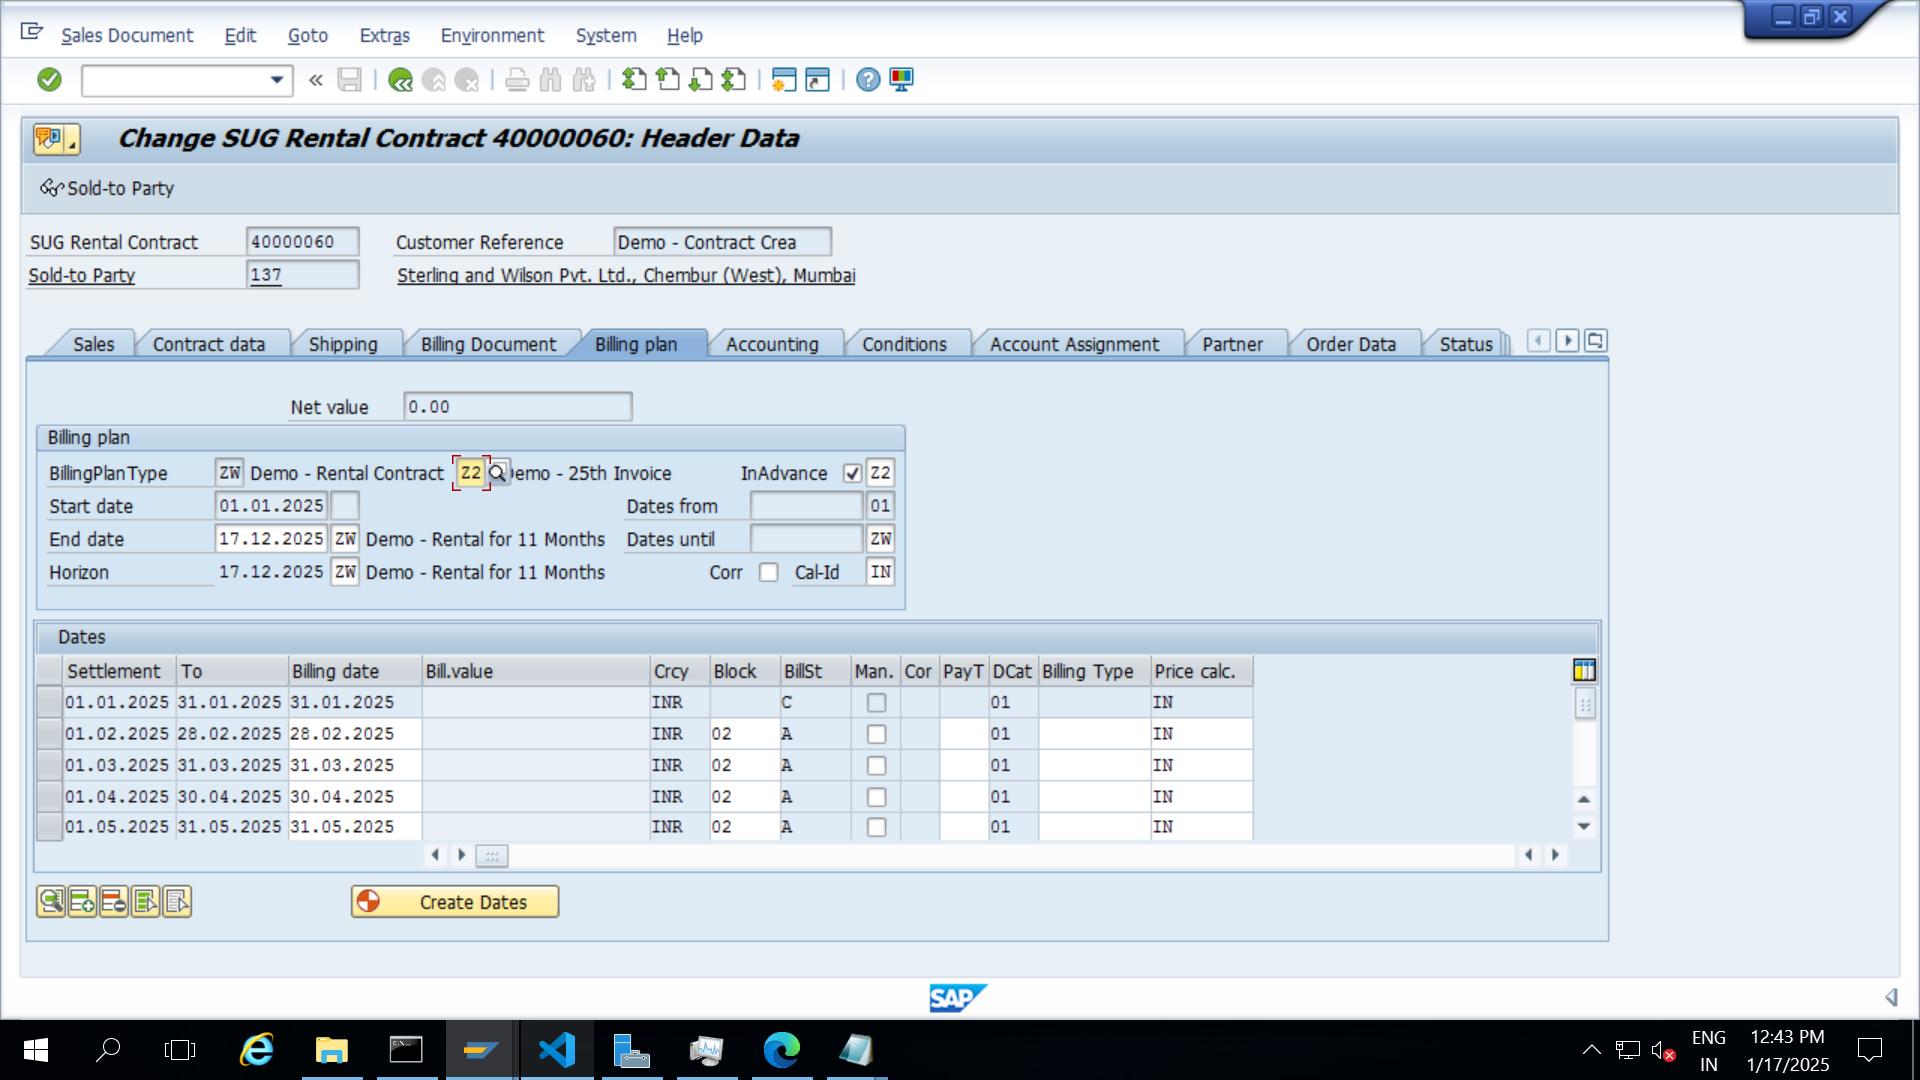 Sales Document Edit Goto Extras Environment System Help
Change SUG Rental Contract 40000060: Header Data
Sold-to Party
SUG Rental Contract 40000060 Customer Reference Demo - Contract Crea
Sold-to Party 137 Sterling and Wilson Pvt. Ltd., Chembur (West), Mumbai
Sales Contract data Shipping Billing Document Billing plan Accounting Conditions Account Assignment Partner Order Data Status
Net value 0.00
Billing plan
BillingPlanType ZW Demo - Rental Contract Z2 emo - 25th Invoice InAdvance Z2
Start date 01.01.2025 Dates from 01
End date 17.12.2025 ZW Demo - Rental for 11 Months Dates until ZW
Horizon 17.12.2025 ZW Demo - Rental for 11 Months Corr Cal-Id IN
Dates
Settlement To Billing date Bill.value Crcy Block BillSt Man. Cor PayT DCat Billing Type Price calc.
01.01.2025 31.01.2025 31.01.2025 INR C 01 IN
01.02.2025 28.02.2025 28.02.2025 INR 02 A 01 IN
01.03.2025 31.03.2025 31.03.2025 INR 02 A 01 IN
01.04.2025 30.04.2025 30.04.2025 INR 02 A 01 IN
01.05.2025 31.05.2025 31.05.2025 INR 02 A 01 IN
Create Dates
SAP
ENG 12:43 PM
IN 1/17/2025